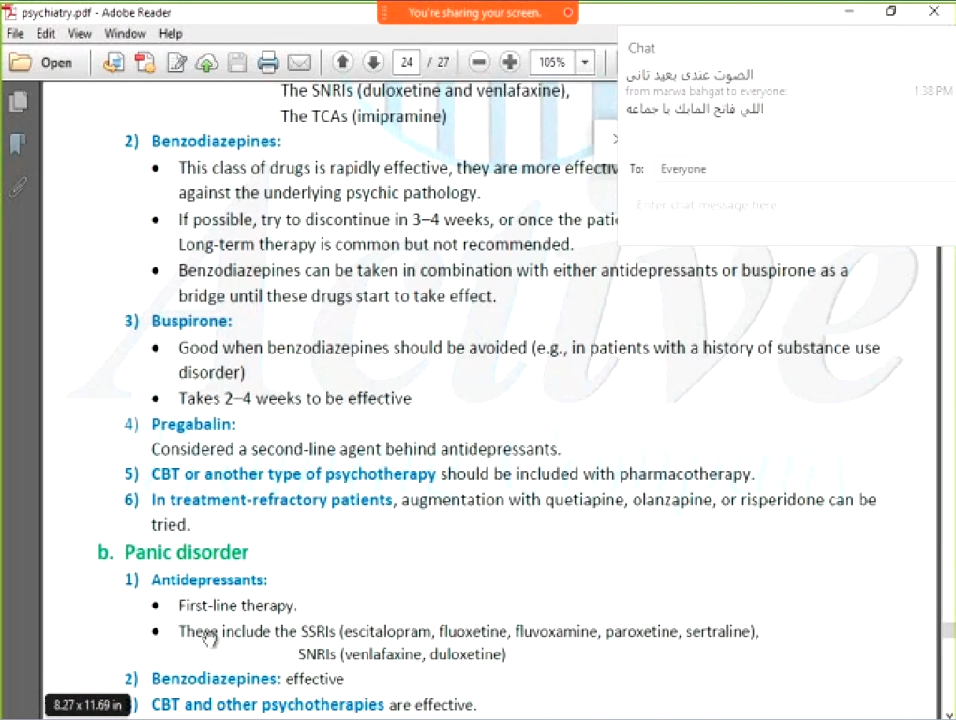 psychiatry.pdf - Adobe Reader
You're sharing your screen.
File Edit View Window Help
Open
24 / 27
105%
Chat
الصوت عندى بعيد تانى
from marwa bahgat to everyone:
1:38 PM
اللي فاتح المايك يا جماعه
To: Everyone
Enter chat message here
The SNRIs (duloxetine and venlafaxine),
The TCAs (imipramine)
2) Benzodiazepines:
• This class of drugs is rapidly effective, they are more
against the underlying psychic pathology.
• If possible, try to discontinue in 3–4 weeks, or once the
Long-term therapy is common but not recommended.
• Benzodiazepines can be taken in combination with either antidepressants or buspirone as a
bridge until these drugs start to take effect.
3) Buspirone:
• Good when benzodiazepines should be avoided (e.g., in patients with a history of substance use
disorder)
• Takes 2–4 weeks to be effective
4) Pregabalin:
Considered a second-line agent behind antidepressants.
5) CBT or another type of psychotherapy should be included with pharmacotherapy.
6) In treatment-refractory patients, augmentation with quetiapine, olanzapine, or risperidone can be
tried.
b. Panic disorder
1) Antidepressants:
• First-line therapy.
• These include the SSRIs (escitalopram, fluoxetine, fluvoxamine, paroxetine, sertraline),
SNRIs (venlafaxine, duloxetine)
2) Benzodiazepines: effective
) CBT and other psychotherapies are effective.
8.27 x 11.69 in
Active